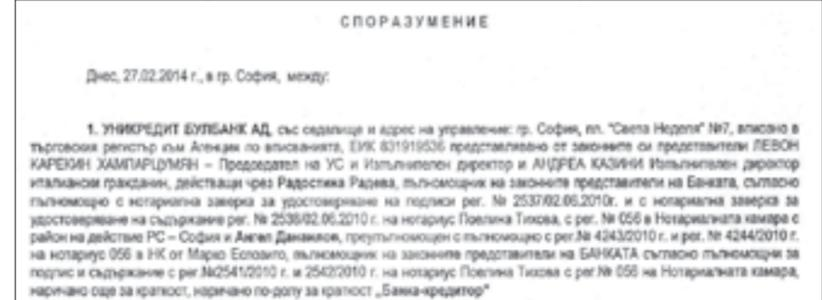 СПОРАЗУМЕНИЕ
Днес, 27.02.2014 г., в гр. София, между:
1. УНИКРЕДИТ БУЛБАНК АД, със седалище и адрес на управление: гр. София, пл. "Света Неделя" №7, вписано в
търговския регистър към Агенция по вписванията, ЕИК 831919536 представлявано от законните си представители ЛЕВОН
КАРЕКИН ХАМПАРЦУМЯН – Председател на УС и Изпълнителен директор и АНДРЕА КАЗИНИ Изпълнителен директор
италиански гражданин, действащи чрез Радостина Радева, пълномощник на законните представители на Банката, съгласно
пълномощно с нотариална заверка за удостоверяване на подписи рег. № 2537/02.06.2010г. и с нотариална заверка за
удостоверяване на съдържание рег. № 2538/02.06.2010 г. на нотариус Поелина Тихова, с рег. № 056 в Нотариалната камара с
район на действие РС – София и Ангел Данаилов, преупълномощен с пълномощно с рег.№ 4243/2010 г. и рег. № 4244/2010 г.
на нотариус 056 в НК от Марко Есповито, пълномощник на законните представители на БАНКАТА съгласно пълномощни за
подпис и съдържание с рег.№2541/2010 г. и 2542/2010 г. на нотариус Поелина Тихова с рег.№ 056 на Нотариалната камара,
наричано още за краткост, наричано по-долу за краткост „Банка-кредитор"